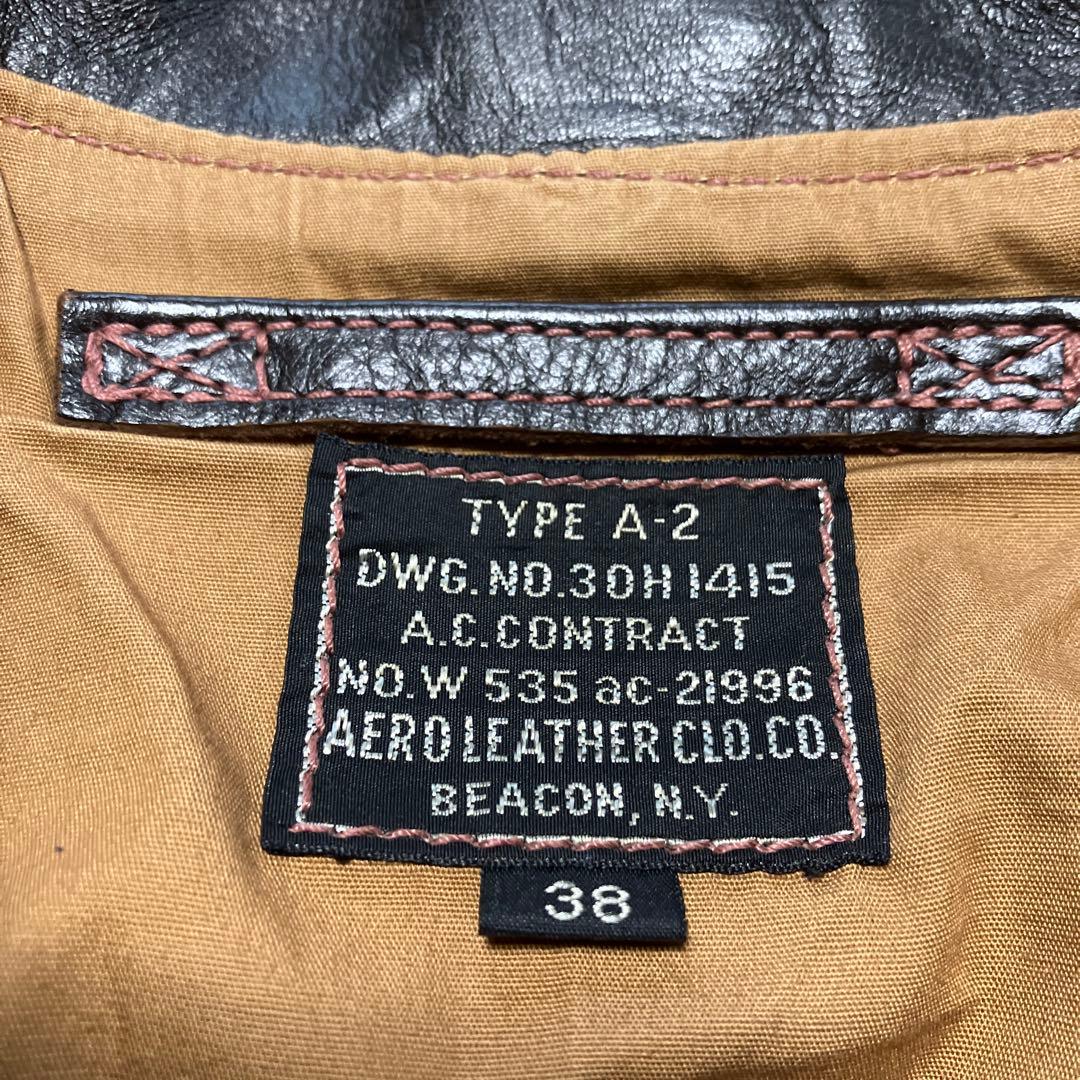 TYPE A-2
DWG. NO. 30H 1415
A.C. CONTRACT
NO. W 535 ac-21996
AERO LEATHER CLO. CO.
BEACON, N.Y.
38